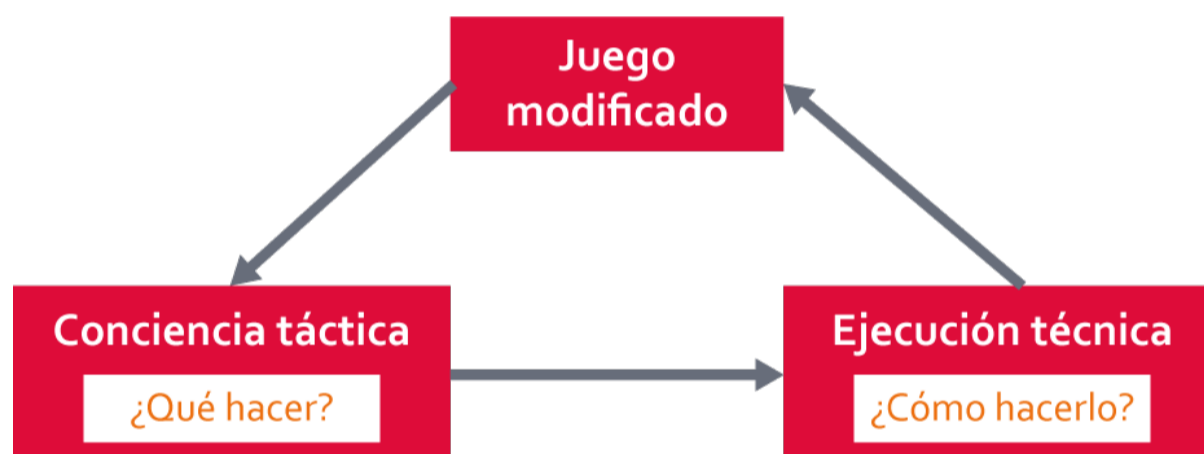 Juego
modificado
Conciencia táctica
¿Qué hacer?
Ejecución técnica
¿Cómo hacerlo?